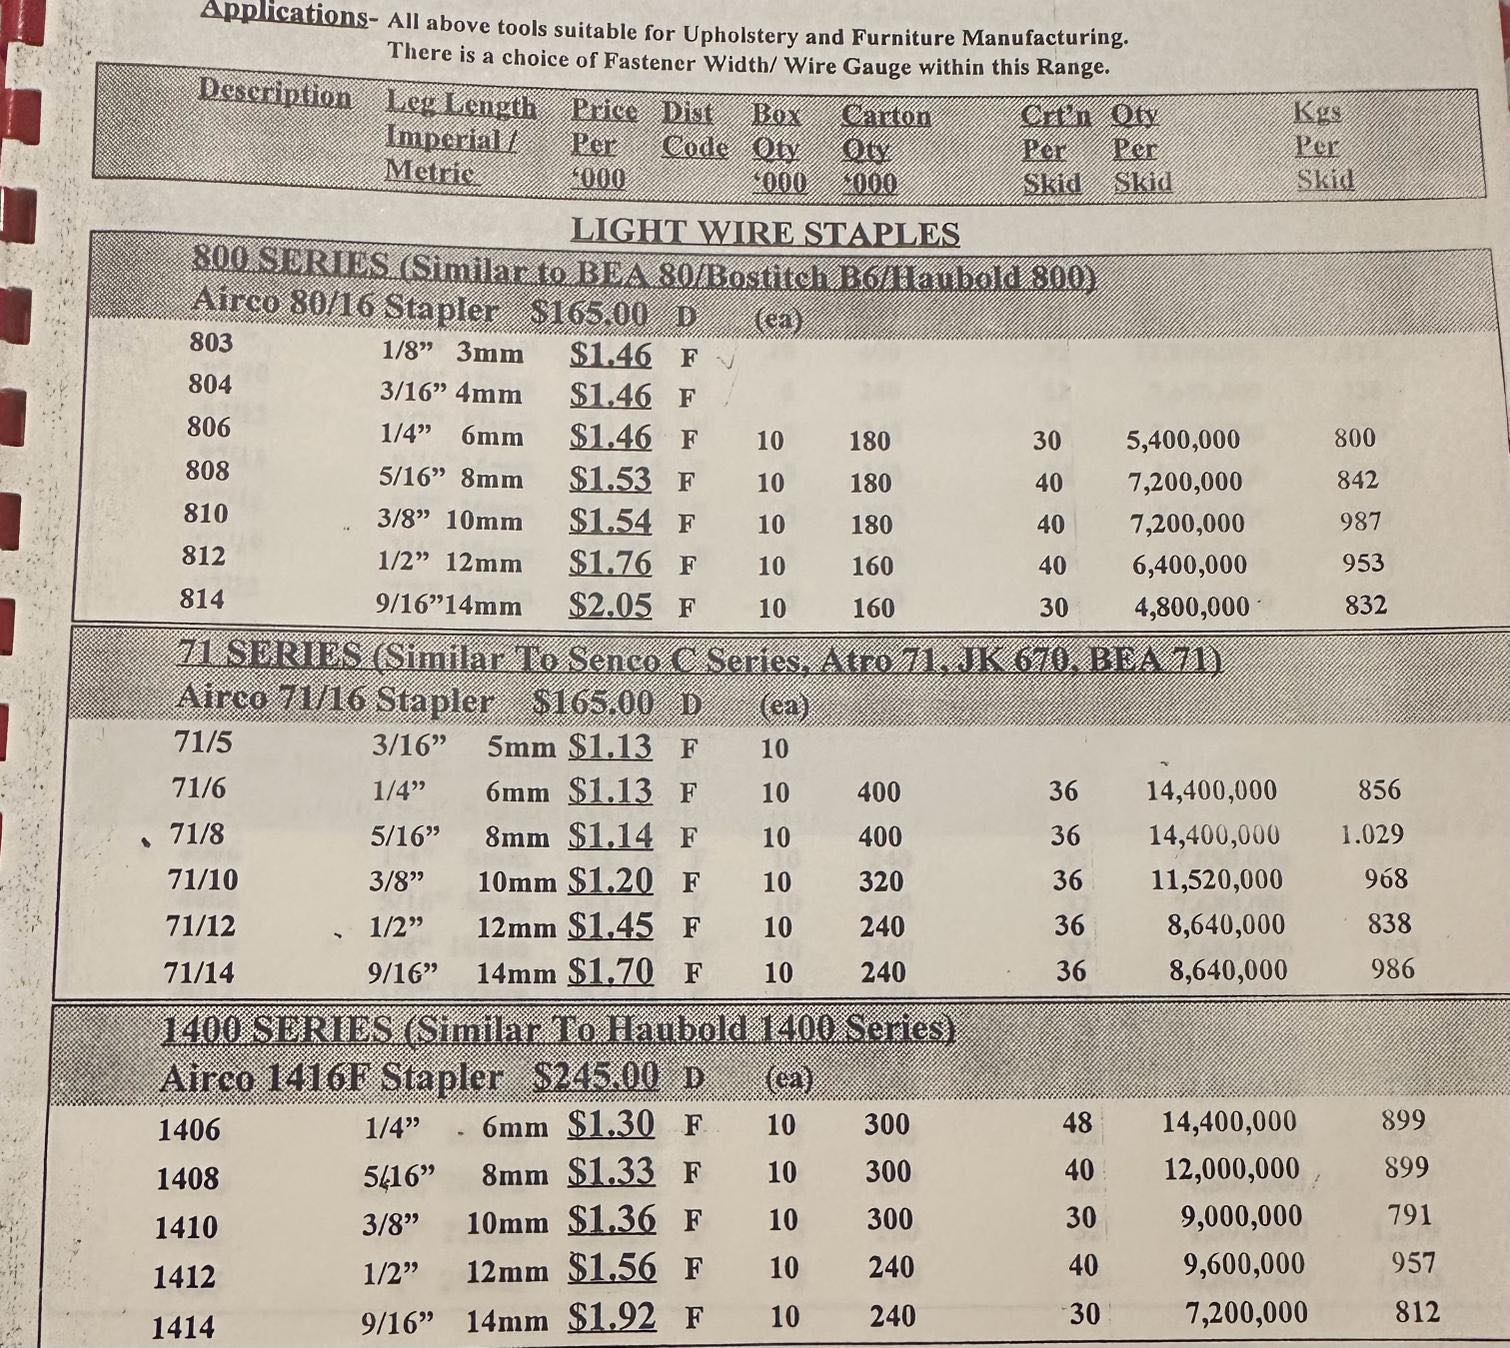 Applications- All above tools suitable for Upholstery and Furniture Manufacturing.
There is a choice of Fastener Width/ Wire Gauge within this Range.
Description Leg Length Price Dist Box Carton Crt'n Qty Kgs
Imperial / Per Code Qty Qty Per Per Per
Metric '000 '000 '000 Skid Skid Skid
LIGHT WIRE STAPLES
800 SERIES (Similar to BEA 80/Bostitch B6/Haubold 800)
Airco 80/16 Stapler $165.00 D (ea)
803 1/8” 3mm $1.46 F
804 3/16” 4mm $1.46 F
806 1/4” 6mm $1.46 F 10 180 30 5,400,000 800
808 5/16” 8mm $1.53 F 10 180 40 7,200,000 842
810 3/8” 10mm $1.54 F 10 180 40 7,200,000 987
812 1/2” 12mm $1.76 F 10 160 40 6,400,000 953
814 9/16”14mm $2.05 F 10 160 30 4,800,000 832
71 SERIES (Similar To Senco C Series, Atro 71, JK 670, BEA 71)
Airco 71/16 Stapler $165.00 D (ea)
71/5 3/16” 5mm $1.13 F 10
71/6 1/4” 6mm $1.13 F 10 400 36 14,400,000 856
71/8 5/16” 8mm $1.14 F 10 400 36 14,400,000 1.029
71/10 3/8” 10mm $1.20 F 10 320 36 11,520,000 968
71/12 1/2” 12mm $1.45 F 10 240 36 8,640,000 838
71/14 9/16” 14mm $1.70 F 10 240 36 8,640,000 986
1400 SERIES (Similar To Haubold 1400 Series)
Airco 1416F Stapler $245.00 D (ea)
1406 1/4” 6mm $1.30 F 10 300 48 14,400,000 899
1408 5/16” 8mm $1.33 F 10 300 40 12,000,000 899
1410 3/8” 10mm $1.36 F 10 300 30 9,000,000 791
1412 1/2” 12mm $1.56 F 10 240 40 9,600,000 957
1414 9/16” 14mm $1.92 F 10 240 30 7,200,000 812